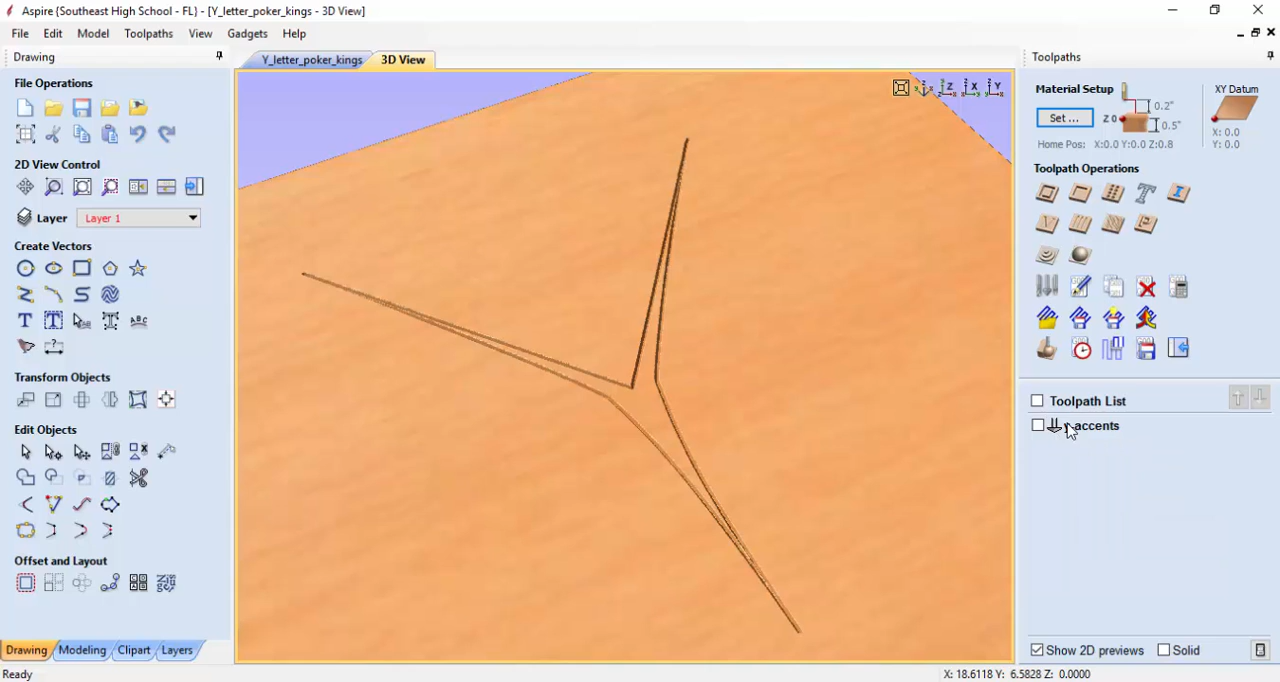 Aspire {Southeast High School - FL} - [Y_letter_poker_kings - 3D View]
File Edit Model Toolpaths View Gadgets Help
Drawing
File Operations
2D View Control
Layer Layer 1
Create Vectors
Transform Objects
Edit Objects
Offset and Layout
Drawing Modeling Clipart Layers
Ready
Y_letter_poker_kings 3D View
Z X Y
Toolpaths
Material Setup
Set ...
Z 0
0.2"
0.5"
Home Pos: X:0.0 Y:0.0 Z:0.8
XY Datum
X: 0.0
Y: 0.0
Toolpath Operations
Toolpath List
accents
Show 2D previews Solid
X: 18.6118 Y: 6.5828 Z: 0.0000